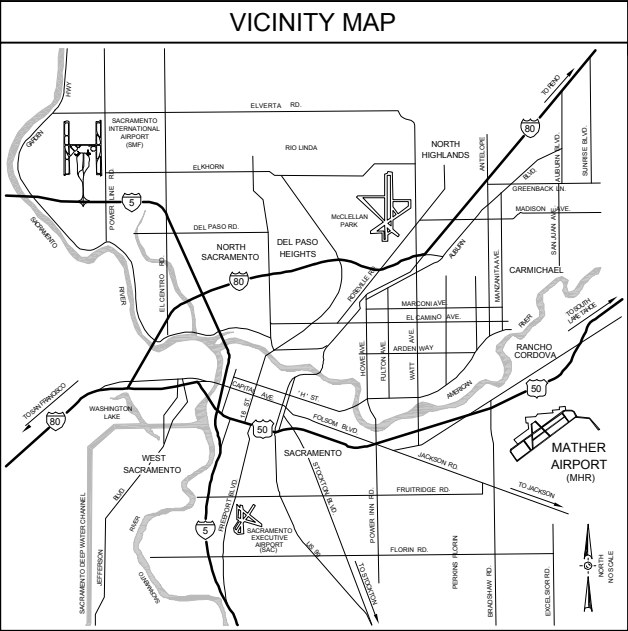 VICINITY MAP
HWY
GARDEN
SACRAMENTO
INTERNATIONAL
AIRPORT
(SMF)
ELVERTA RD.
RIO LINDA
NORTH
HIGHLANDS
ANTELOPE
80
TO RENO
AUBURN BLVD.
SUNRISE BLVD.
ELKHORN
BLVD.
POWER LINE RD.
5
GREENBACK LN.
McCLELLAN
PARK
MADISON AVE.
SAN JUAN AVE.
SACRAMENTO
RIVER
DEL PASO RD.
NORTH
SACRAMENTO
DEL PASO
HEIGHTS
AUBURN
EL CENTRO RD.
80
ROSEVILLE RD.
MANZANITA AVE.
CARMICHAEL
MARCONI AVE.
EL CAMINO AVE.
RIVER
TO SOUTH
LAKE TAHOE
HOWE AVE.
FULTON AVE.
WATT AVE.
ARDEN WAY
RANCHO
CORDOVA
AMERICAN
50
TO SAN FRANCISCO
80
WASHINGTON
LAKE
CAPITAL AVE
'H' ST.
16 ST.
50
FOLSOM BLVD
WEST
SACRAMENTO
SACRAMENTO
JACKSON RD.
MATHER
AIRPORT
(MHR)
TO JACKSON
STOCKTON BLVD
POWER INN RD.
FRUITRIDGE RD.
BLVD
JEFFERSON
SACRAMENTO DEEP WATER CHANNEL
RIVER
SACRAMENTO
5
FREEPORT BLVD.
SACRAMENTO
EXECUTIVE
AIRPORT
(SAC)
US 99
TO STOCKTON
FLORIN RD.
PERKINS FLORIN
BRADSHAW RD.
EXCELSIOR RD.
NORTH
NO SCALE